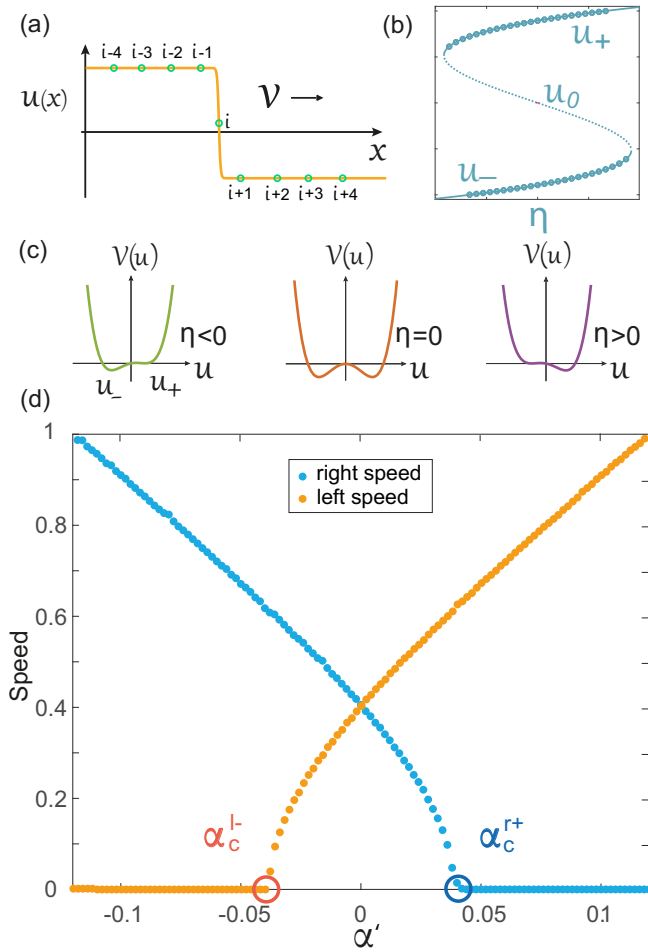 (a)
i-4 i-3 i-2 i-1
u(x)
i
V
x
i+1 i+2 i+3 i+4
(b)
u+
u0
u−
η
(c)
V(u) V(u) V(u)
η<0 η=0 η>0
u u u
u− u+
(d)
1
right speed
left speed
0.8
0.6
Speed
0.4
0.2
α_c^{l-} α_c^{r+}
0
-0.1 -0.05 0 0.05 0.1
α'